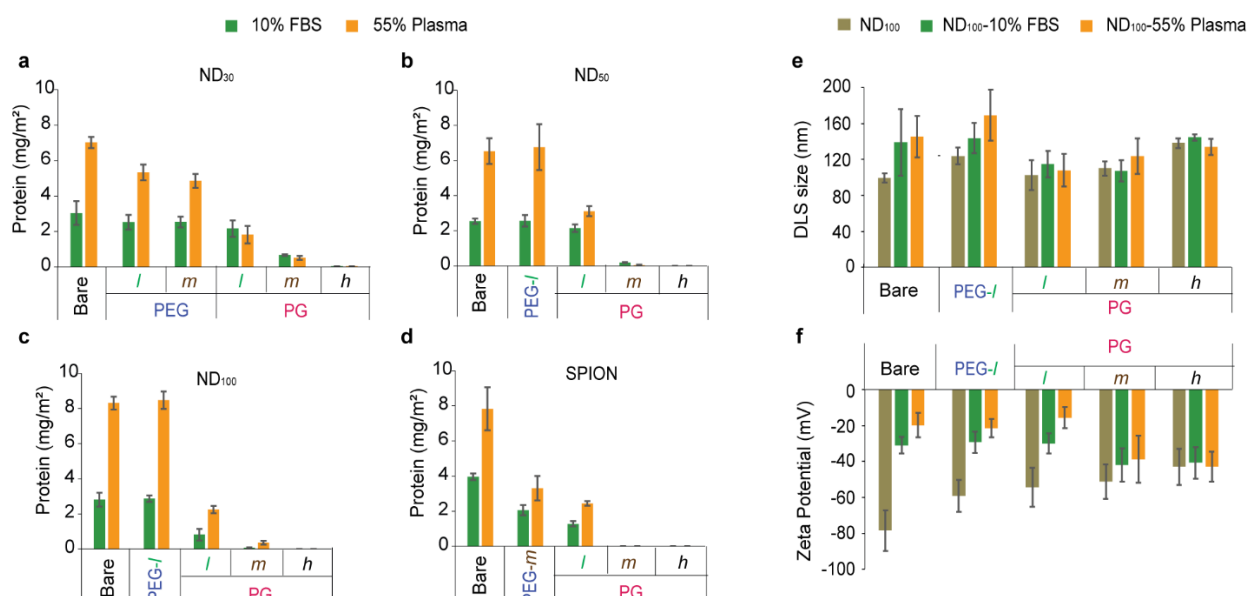 10% FBS 55% Plasma
a
ND₃₀
Protein (mg/m²)
10
8
6
4
2
0
Bare
l m l m h
PEG PG
b
ND₅₀
Protein (mg/m²)
10
8
6
4
2
0
Bare
PEG-l
l m h
PG
c
ND₁₀₀
Protein (mg/m²)
10
8
6
4
2
0
Bare
PEG-l
l m h
PG
d
SPION
Protein (mg/m²)
10
8
6
4
2
0
Bare
PEG-m
l m h
PG
ND₁₀₀ ND₁₀₀-10% FBS ND₁₀₀-55% Plasma
e
DLS size (nm)
200
160
120
80
40
0
Bare
PEG-l
l m h
PG
f
PG
Bare
PEG-l
l m h
Zeta Potential (mV)
0
-20
-40
-60
-80
-100